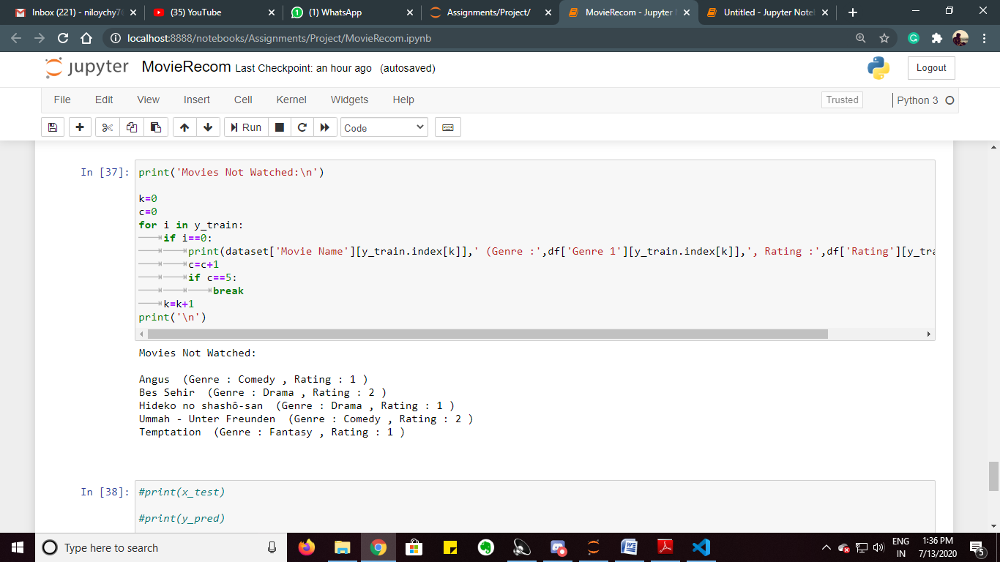 Inbox (221) - niloychy7
(35) YouTube
(1) WhatsApp
Assignments/Project/
MovieRecom - Jupyter
Untitled - Jupyter Note
localhost:8888/notebooks/Assignments/Project/MovieRecom.ipynb
jupyter MovieRecom Last Checkpoint: an hour ago (autosaved)
Logout
File Edit View Insert Cell Kernel Widgets Help
Trusted
Python 3
Run
Code
In [37]:
print('Movies Not Watched:\n')
k=0
c=0
for i in y_train:
if i==0:
print(dataset['Movie Name'][y_train.index[k]],' (Genre :',df['Genre 1'][y_train.index[k]],', Rating :',df['Rating'][y_tra
c=c+1
if c==5:
break
k=k+1
print('\n')
Movies Not Watched:
Angus  (Genre : Comedy , Rating : 1 )
Bes Sehir  (Genre : Drama , Rating : 2 )
Hideko no shashô-san  (Genre : Drama , Rating : 1 )
Ummah - Unter Freunden  (Genre : Comedy , Rating : 2 )
Temptation  (Genre : Fantasy , Rating : 1 )
In [38]:
#print(x_test)
#print(y_pred)
Type here to search
ENG
IN
1:36 PM
7/13/2020
5